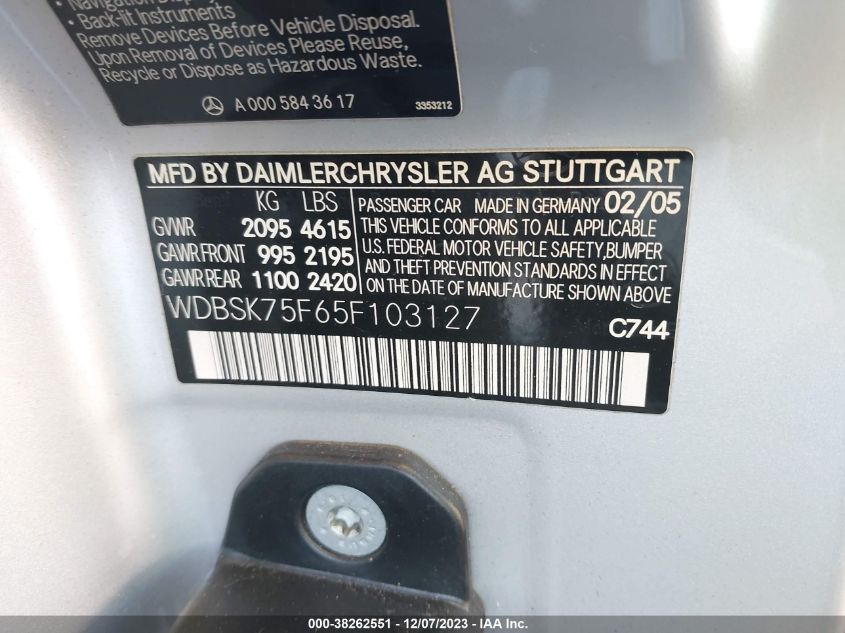 • Back-lit Instruments
Remove Devices Before Vehicle Disposal.
Upon Removal of Devices Please Reuse,
Recycle or Dispose as Hazardous Waste.
A 000 584 36 17
3353212
MFD BY DAIMLERCHRYSLER AG STUTTGART
KG LBS
GVWR 2095 4615
GAWR FRONT 995 2195
GAWR REAR 1100 2420
PASSENGER CAR MADE IN GERMANY 02/05
THIS VEHICLE CONFORMS TO ALL APPLICABLE
U.S. FEDERAL MOTOR VEHICLE SAFETY,BUMPER
AND THEFT PREVENTION STANDARDS IN EFFECT
ON THE DATE OF MANUFACTURE SHOWN ABOVE
WDBSK75F65F103127
C744
000-38262551 - 12/07/2023 - IAA Inc.